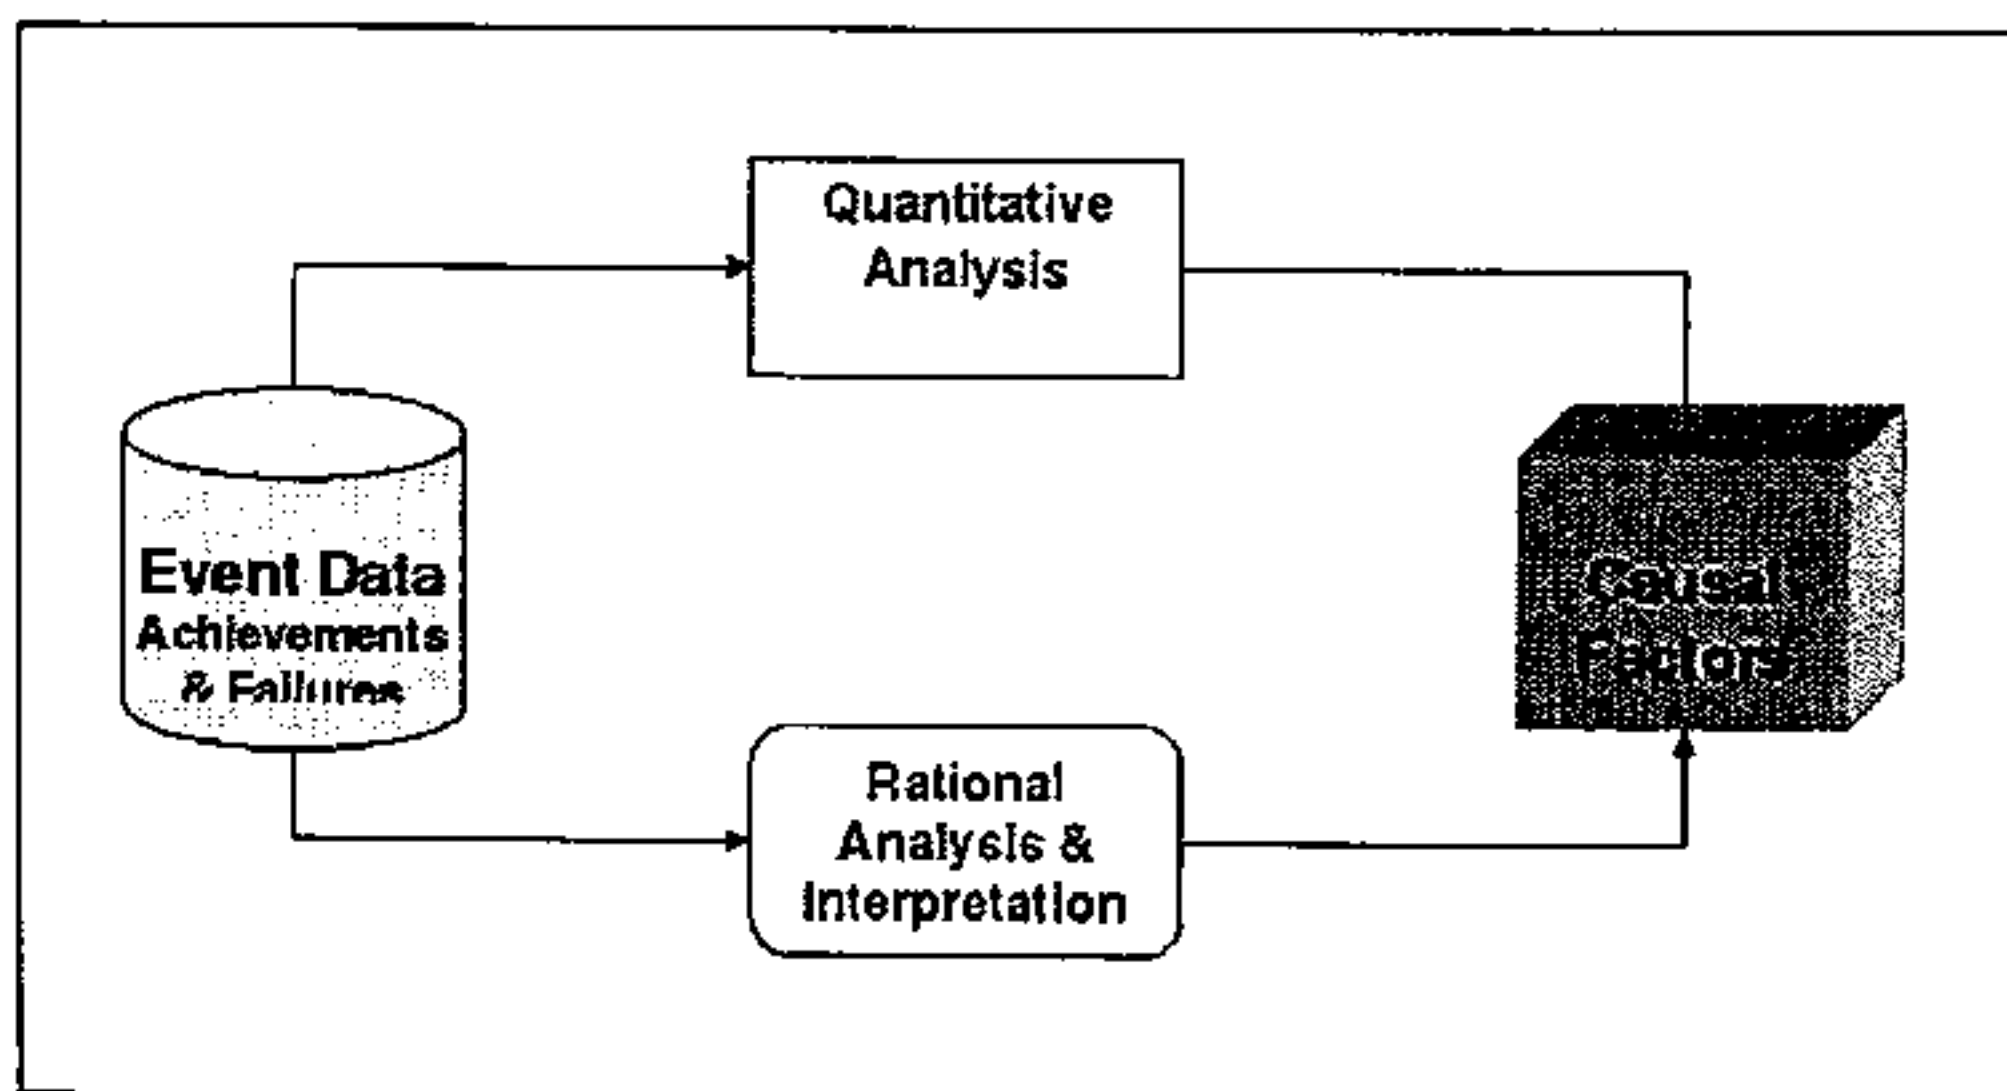 Quantitative
Analysis
Event Data
Achievements
& Failures
Causal
Factors
Rational
Analysis &
Interpretation